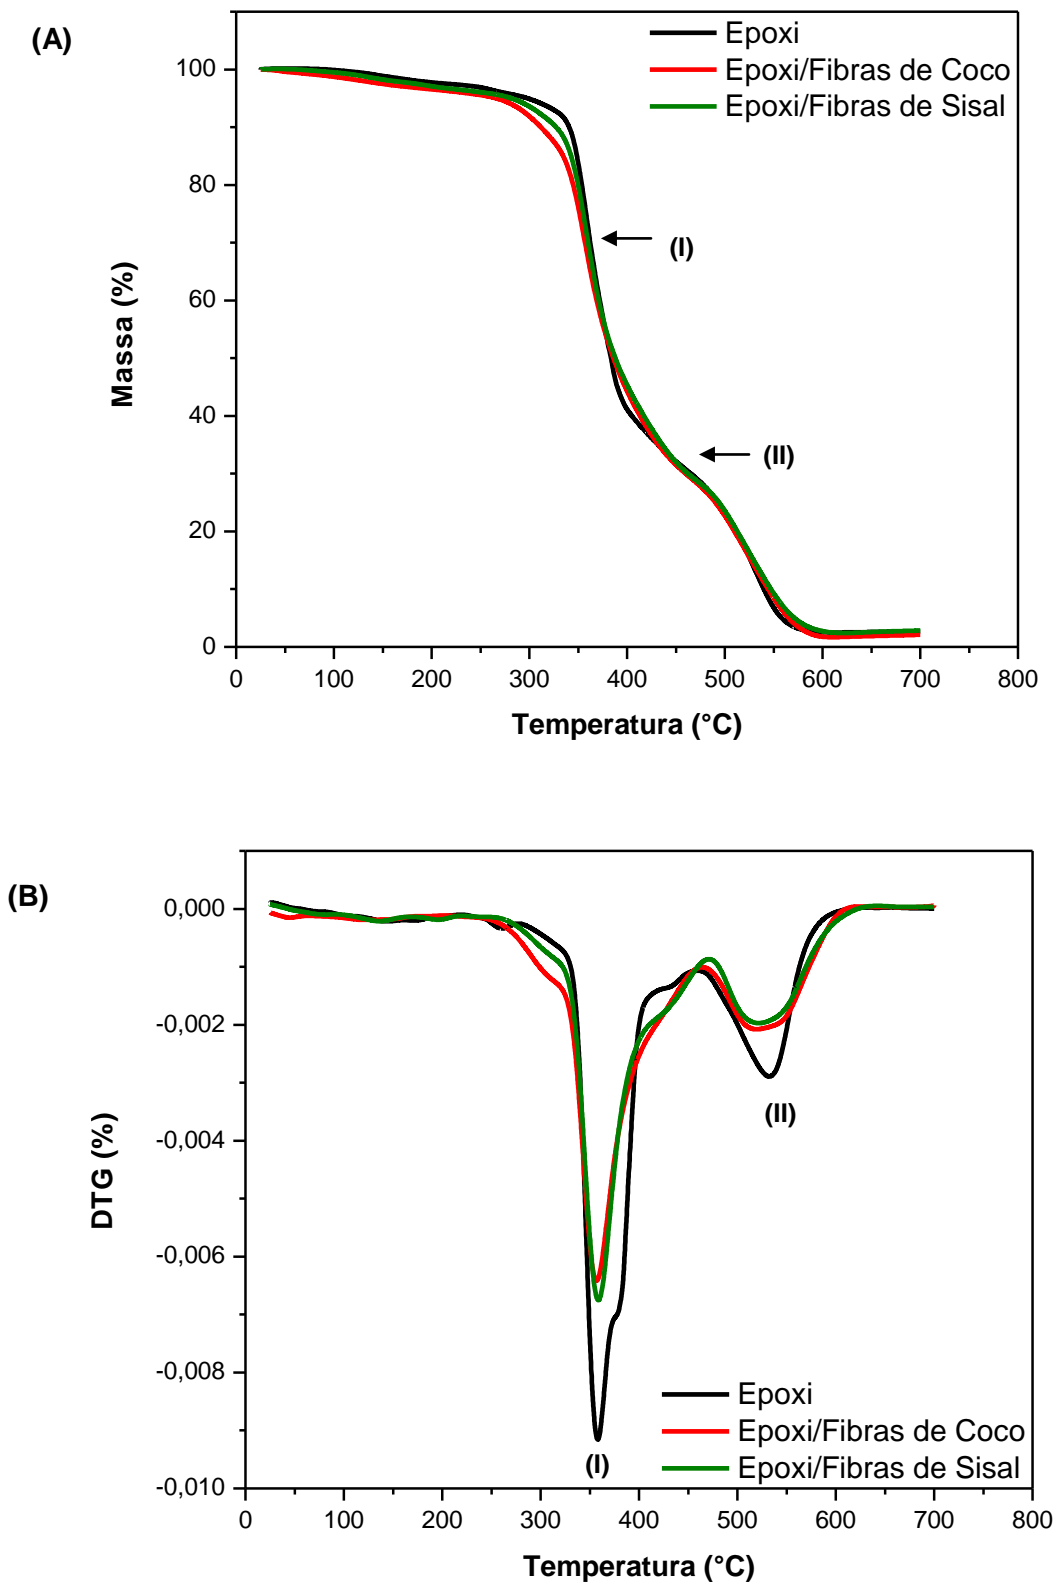 (A)
Epoxi
Epoxi/Fibras de Coco
Epoxi/Fibras de Sisal
100
80
60
40
20
0
Massa (%)
(I)
(II)
0 100 200 300 400 500 600 700 800
Temperatura (°C)
(B)
0,000
-0,002
-0,004
-0,006
-0,008
-0,010
DTG (%)
(II)
(I)
Epoxi
Epoxi/Fibras de Coco
Epoxi/Fibras de Sisal
0 100 200 300 400 500 600 700 800
Temperatura (°C)